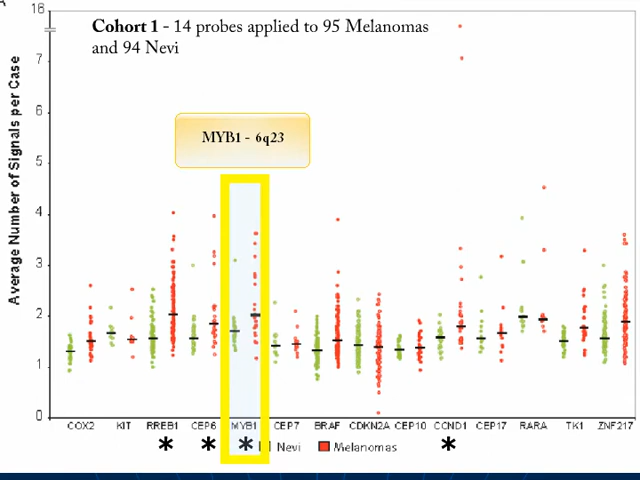 A
Cohort 1 - 14 probes applied to 95 Melanomas
and 94 Nevi
MYB1 - 6q23
Average Number of Signals per Case
18
7
6
5
4
3
2
1
0
COX2 KIT RREB1 CEP6 MYB1 CEP7 BRAF CDKN2A CEP10 CCND1 CEP17 RARA TK1 ZNF217
* * * *
Nevi Melanomas